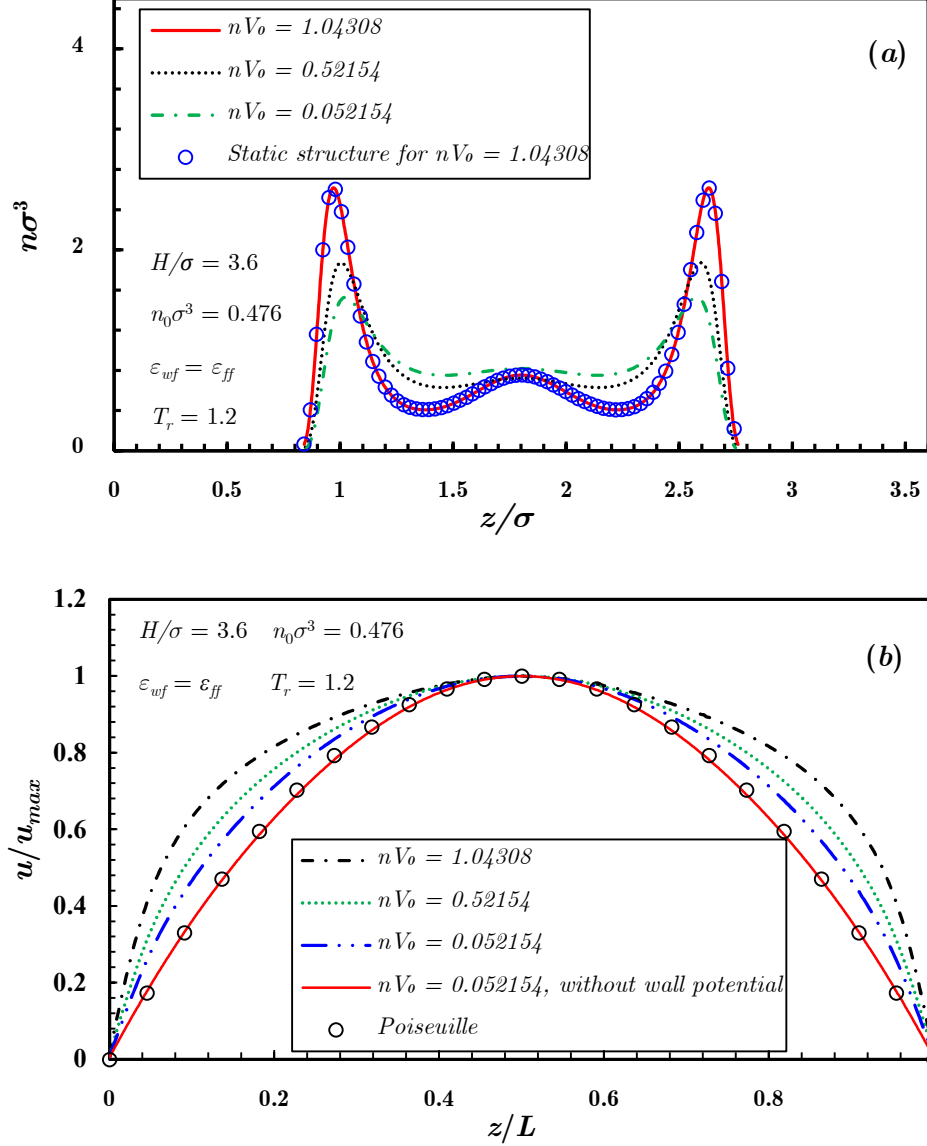 4
nV₀ = 1.04308
nV₀ = 0.52154
nV₀ = 0.052154
Static structure for nV₀ = 1.04308
(a)
nσ³
2
H/σ = 3.6
n₀σ³ = 0.476
ε_wf = ε_ff
T_r = 1.2
0
0 0.5 1 1.5 2 2.5 3 3.5
z/σ
1.2
H/σ = 3.6 n₀σ³ = 0.476
(b)
ε_wf = ε_ff T_r = 1.2
1
0.8
u/u_max
0.6
nV₀ = 1.04308
nV₀ = 0.52154
0.4
nV₀ = 0.052154
nV₀ = 0.052154, without wall potential
0.2
Poiseuille
0
0 0.2 0.4 0.6 0.8
z/L